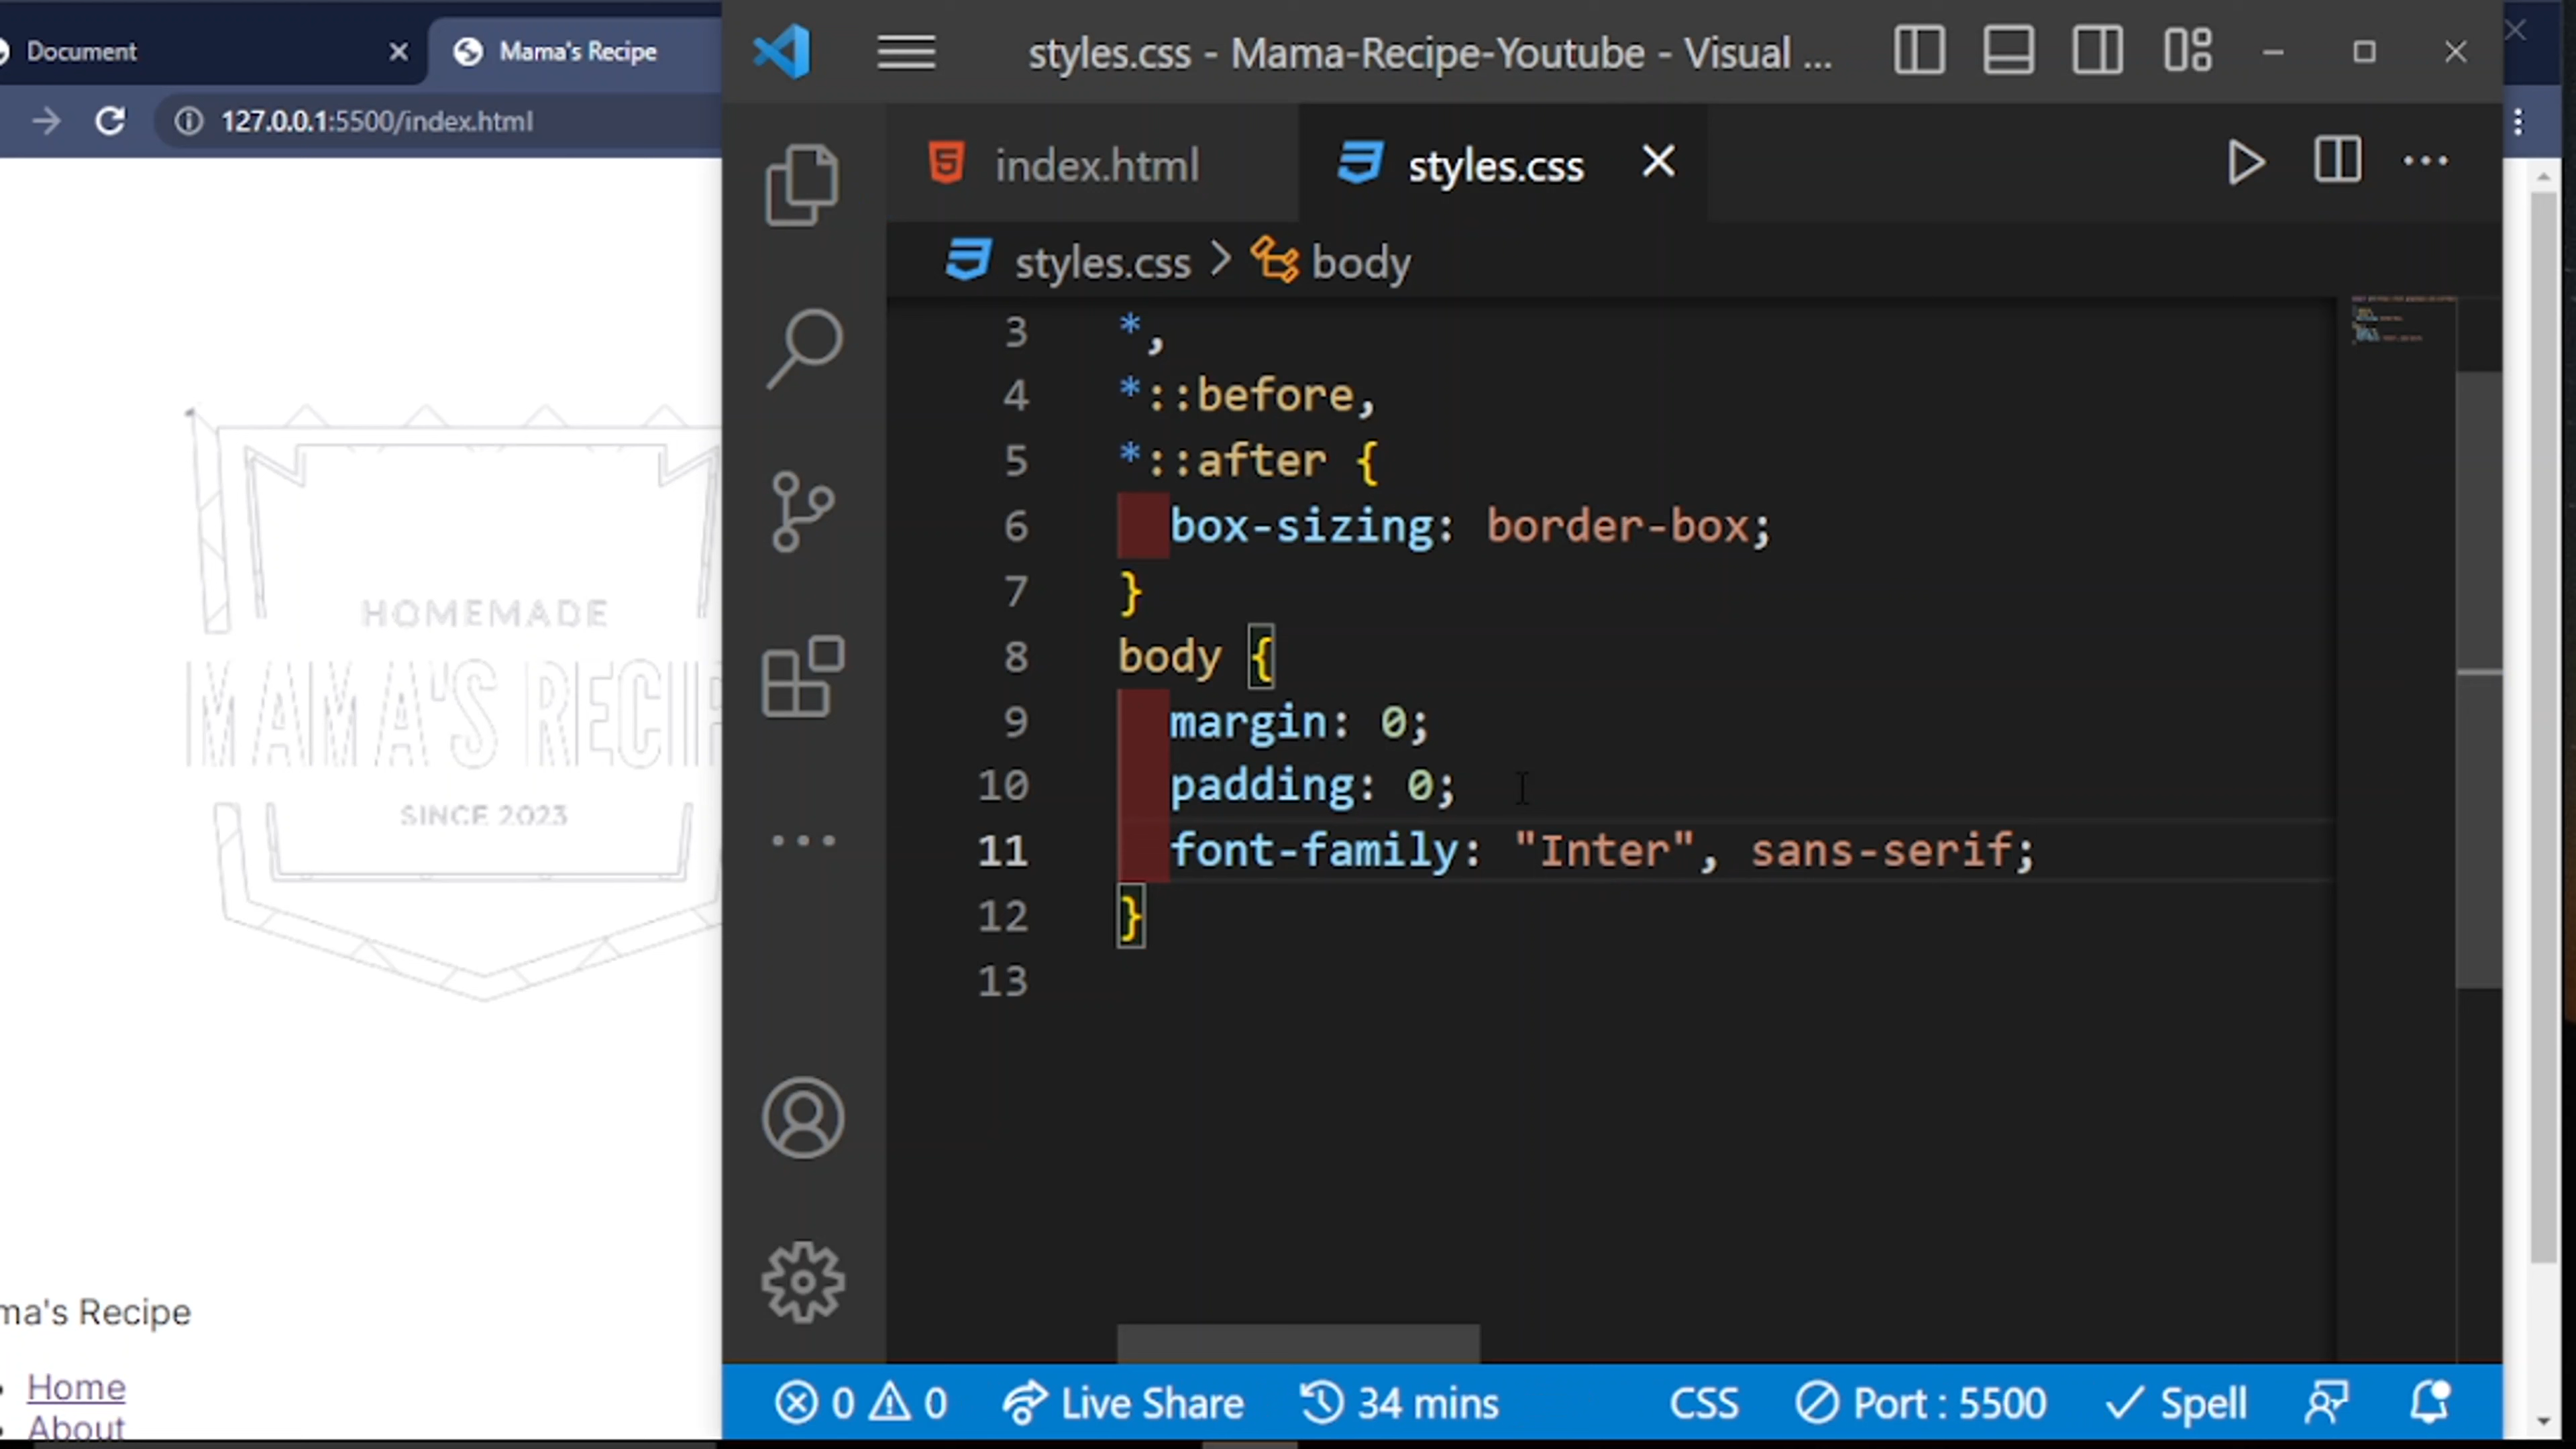 Document
Mama's Recipe
127.0.0.1:5500/index.html
HOMEMADE
MAMA'S RECIP
SINCE 2023
ma's Recipe
Home
About
styles.css - Mama-Recipe-Youtube - Visual ...
index.html
styles.css
styles.css > body
3 *,
4 *::before,
5 *::after {
6 box-sizing: border-box;
7 }
8 body {
9 margin: 0;
10 padding: 0;
11 font-family: "Inter", sans-serif;
12 }
13
0 0 Live Share 34 mins CSS Port : 5500 Spell